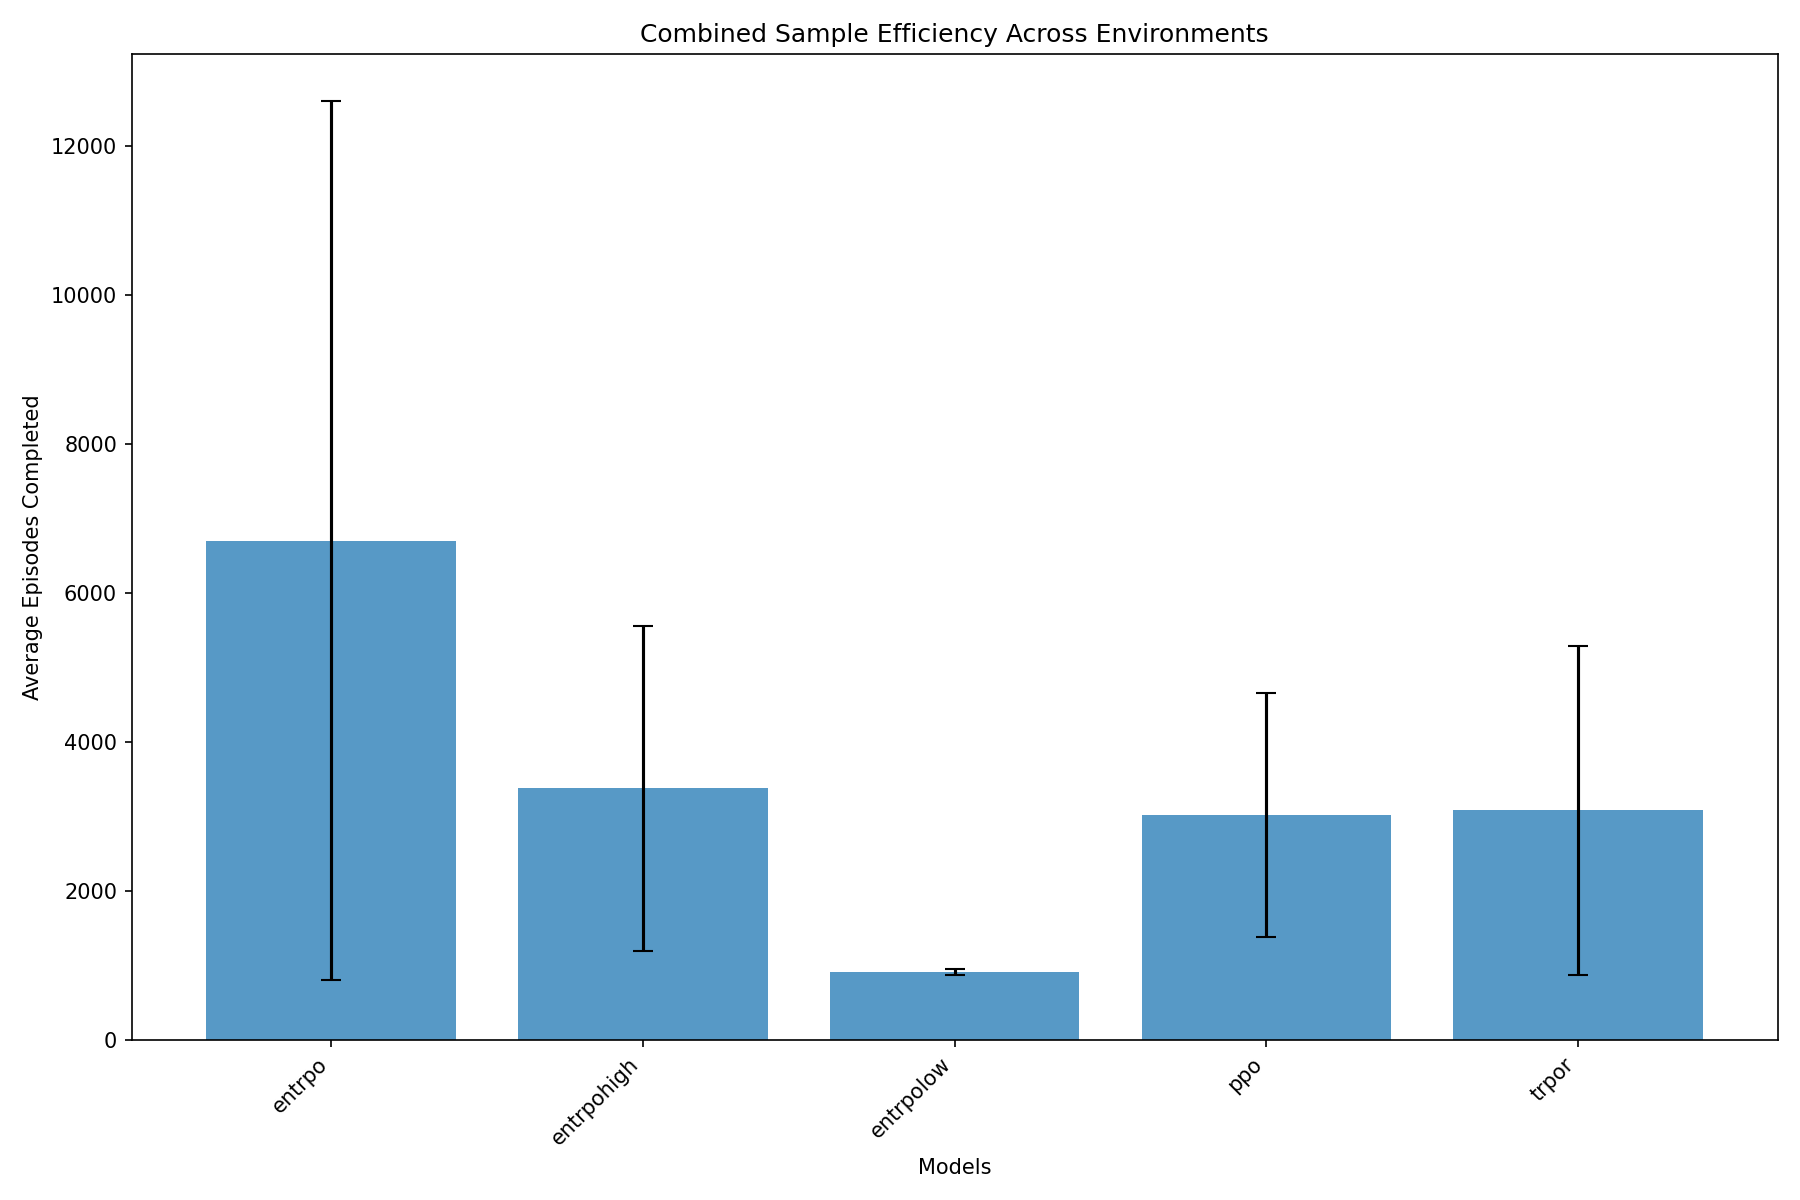 Combined Sample Efficiency Across Environments
Average Episodes Completed
12000
10000
8000
6000
4000
2000
0
entrpo
entrpohigh
entrpolow
ppo
trpor
Models